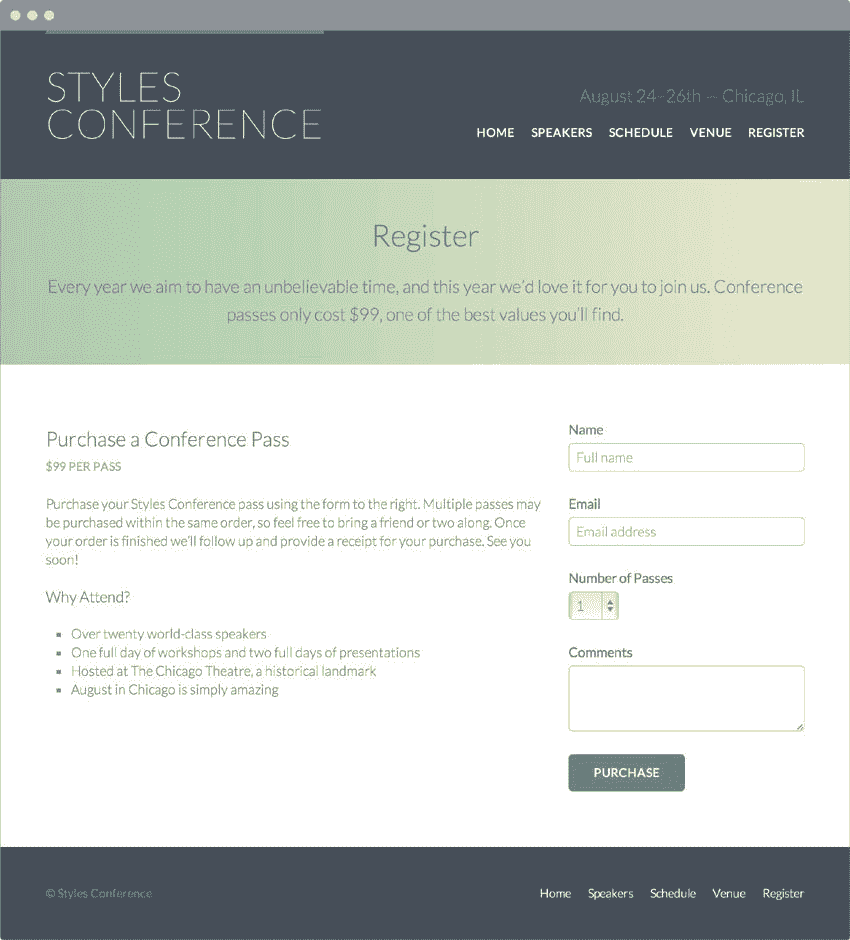 STYLES
CONFERENCE
August 24–26th — Chicago, IL
HOME SPEAKERS SCHEDULE VENUE REGISTER
Register
Every year we aim to have an unbelievable time, and this year we’d love it for you to join us. Conference
passes only cost $99, one of the best values you’ll find.
Purchase a Conference Pass
$99 PER PASS
Purchase your Styles Conference pass using the form to the right. Multiple passes may
be purchased within the same order, so feel free to bring a friend or two along. Once
your order is finished we’ll follow up and provide a receipt for your purchase. See you
soon!
Why Attend?
Over twenty world-class speakers
One full day of workshops and two full days of presentations
Hosted at The Chicago Theatre, a historical landmark
August in Chicago is simply amazing
Name
Full name
Email
Email address
Number of Passes
1
Comments
PURCHASE
© Styles Conference
Home Speakers Schedule Venue Register